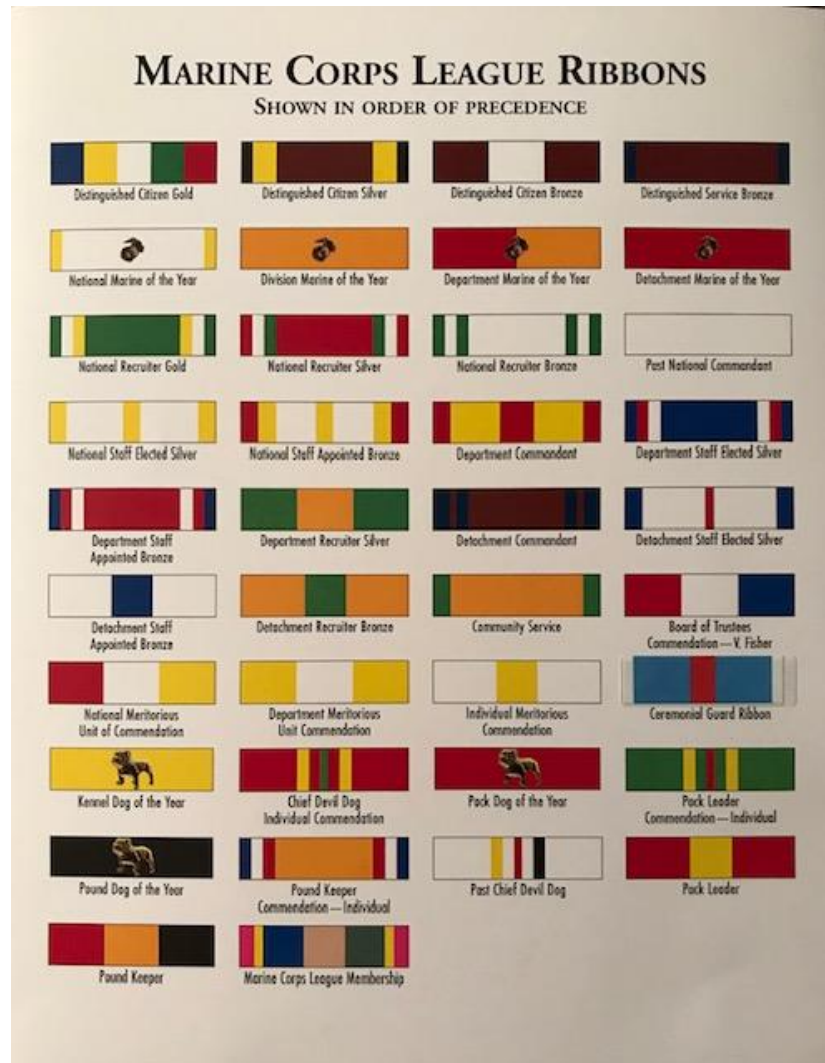 MARINE CORPS LEAGUE RIBBONS
SHOWN IN ORDER OF PRECEDENCE
Distinguished Citizen Gold
Distinguished Citizen Silver
Distinguished Citizen Bronze
Distinguished Service Bronze
National Marine of the Year
Division Marine of the Year
Department Marine of the Year
Detachment Marine of the Year
National Recruiter Gold
National Recruiter Silver
National Recruiter Bronze
Past National Commandant
National Staff Elected Silver
National Staff Appointed Bronze
Department Commandant
Department Staff Elected Silver
Department Staff
Appointed Bronze
Department Recruiter Silver
Detachment Commandant
Detachment Staff Elected Silver
Detachment Staff
Appointed Bronze
Detachment Recruiter Bronze
Community Service
Board of Trustees
Commendation — V. Fisher
National Meritorious
Unit of Commendation
Department Meritorious
Unit Commendation
Individual Meritorious
Commendation
Ceremonial Guard Ribbon
Kennel Dog of the Year
Chief Devil Dog
Individual Commendation
Pack Dog of the Year
Pack Leader
Commendation — Individual
Pound Dog of the Year
Pound Keeper
Commendation — Individual
Past Chief Devil Dog
Pack Leader
Pound Keeper
Marine Corps League Membership